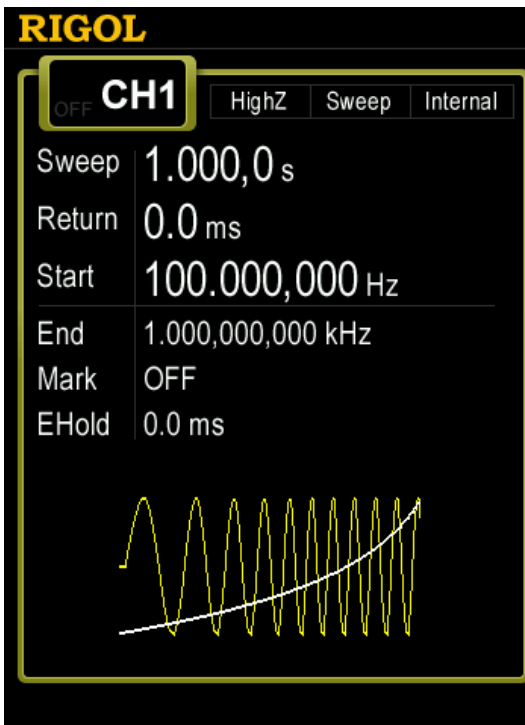 RIGOL
OFF CH1 HighZ Sweep Internal
Sweep 1.000,0 s
Return 0.0 ms
Start 100.000,000 Hz
End 1.000,000,000 kHz
Mark OFF
EHold 0.0 ms